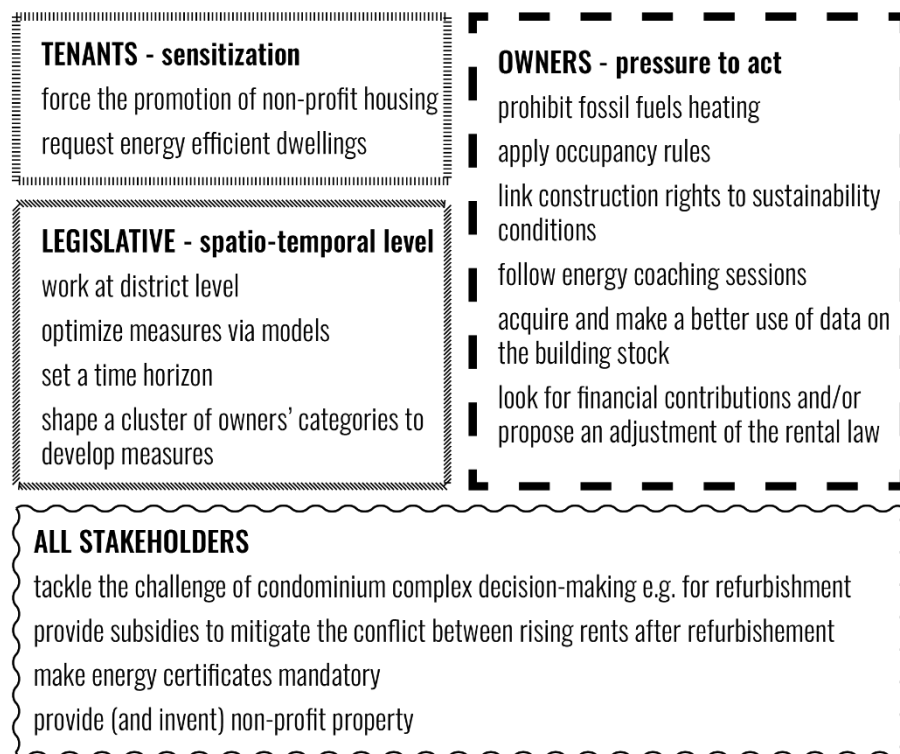 TENANTS - sensitization
force the promotion of non-profit housing
request energy efficient dwellings
LEGISLATIVE - spatio-temporal level
work at district level
optimize measures via models
set a time horizon
shape a cluster of owners’ categories to
develop measures
OWNERS - pressure to act
prohibit fossil fuels heating
apply occupancy rules
link construction rights to sustainability
conditions
follow energy coaching sessions
acquire and make a better use of data on
the building stock
look for financial contributions and/or
propose an adjustment of the rental law
ALL STAKEHOLDERS
tackle the challenge of condominium complex decision-making e.g. for refurbishment
provide subsidies to mitigate the conflict between rising rents after refurbishement
make energy certificates mandatory
provide (and invent) non-profit property